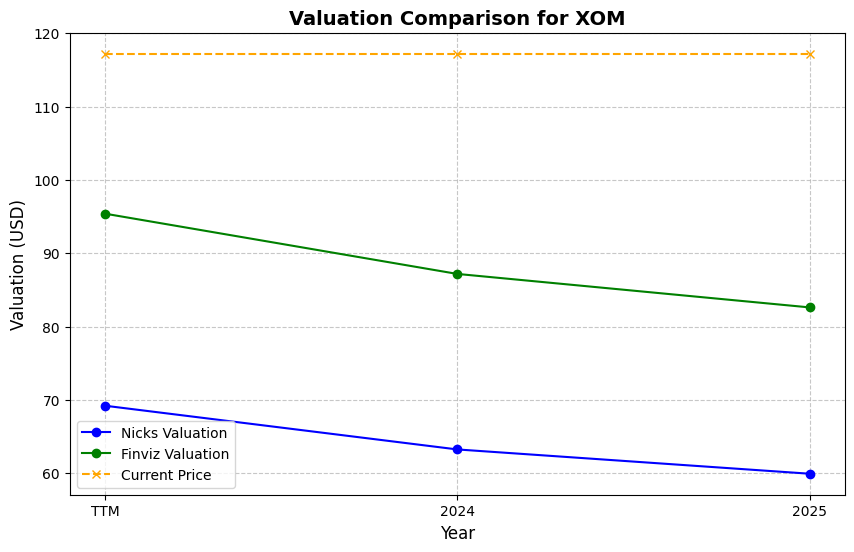 Valuation Comparison for XOM
Valuation (USD)
120
110
100
90
80
70
60
Nicks Valuation
Finviz Valuation
Current Price
TTM 2024 2025
Year